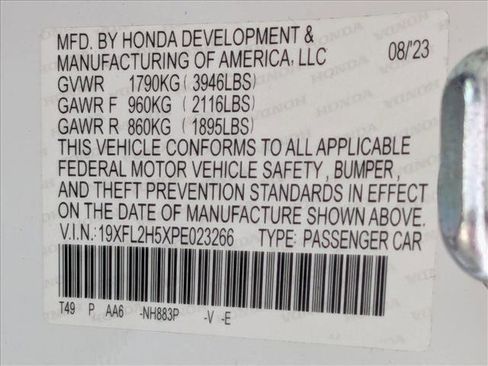 MFD. BY HONDA DEVELOPMENT &
MANUFACTURING OF AMERICA, LLC 08/'23
GVWR 1790KG (3946LBS)
GAWR F 960KG (2116LBS)
GAWR R 860KG (1895LBS)
THIS VEHICLE CONFORMS TO ALL APPLICABLE
FEDERAL MOTOR VEHICLE SAFETY, BUMPER,
AND THEFT PREVENTION STANDARDS IN EFFECT
ON THE DATE OF MANUFACTURE SHOWN ABOVE.
V.I.N.:19XFL2H5XPE023266 TYPE: PASSENGER CAR
T49 P AA6 -NH883P -V -E